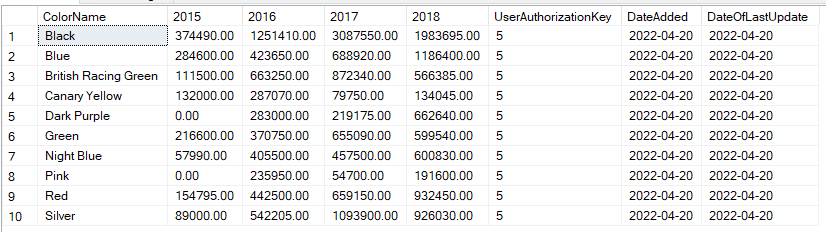 ColorName 2015 2016 2017 2018 UserAuthorizationKey DateAdded DateOfLastUpdate
1 Black 374490.00 1251410.00 3087550.00 1983695.00 5 2022-04-20 2022-04-20
2 Blue 284600.00 423650.00 688920.00 1186400.00 5 2022-04-20 2022-04-20
3 British Racing Green 111500.00 663250.00 872340.00 566385.00 5 2022-04-20 2022-04-20
4 Canary Yellow 132000.00 287070.00 79750.00 134045.00 5 2022-04-20 2022-04-20
5 Dark Purple 0.00 283000.00 219175.00 662640.00 5 2022-04-20 2022-04-20
6 Green 216600.00 370750.00 655090.00 599540.00 5 2022-04-20 2022-04-20
7 Night Blue 57990.00 405500.00 457500.00 600830.00 5 2022-04-20 2022-04-20
8 Pink 0.00 235950.00 54700.00 191600.00 5 2022-04-20 2022-04-20
9 Red 154795.00 442500.00 659150.00 932450.00 5 2022-04-20 2022-04-20
10 Silver 89000.00 542205.00 1093900.00 926030.00 5 2022-04-20 2022-04-20